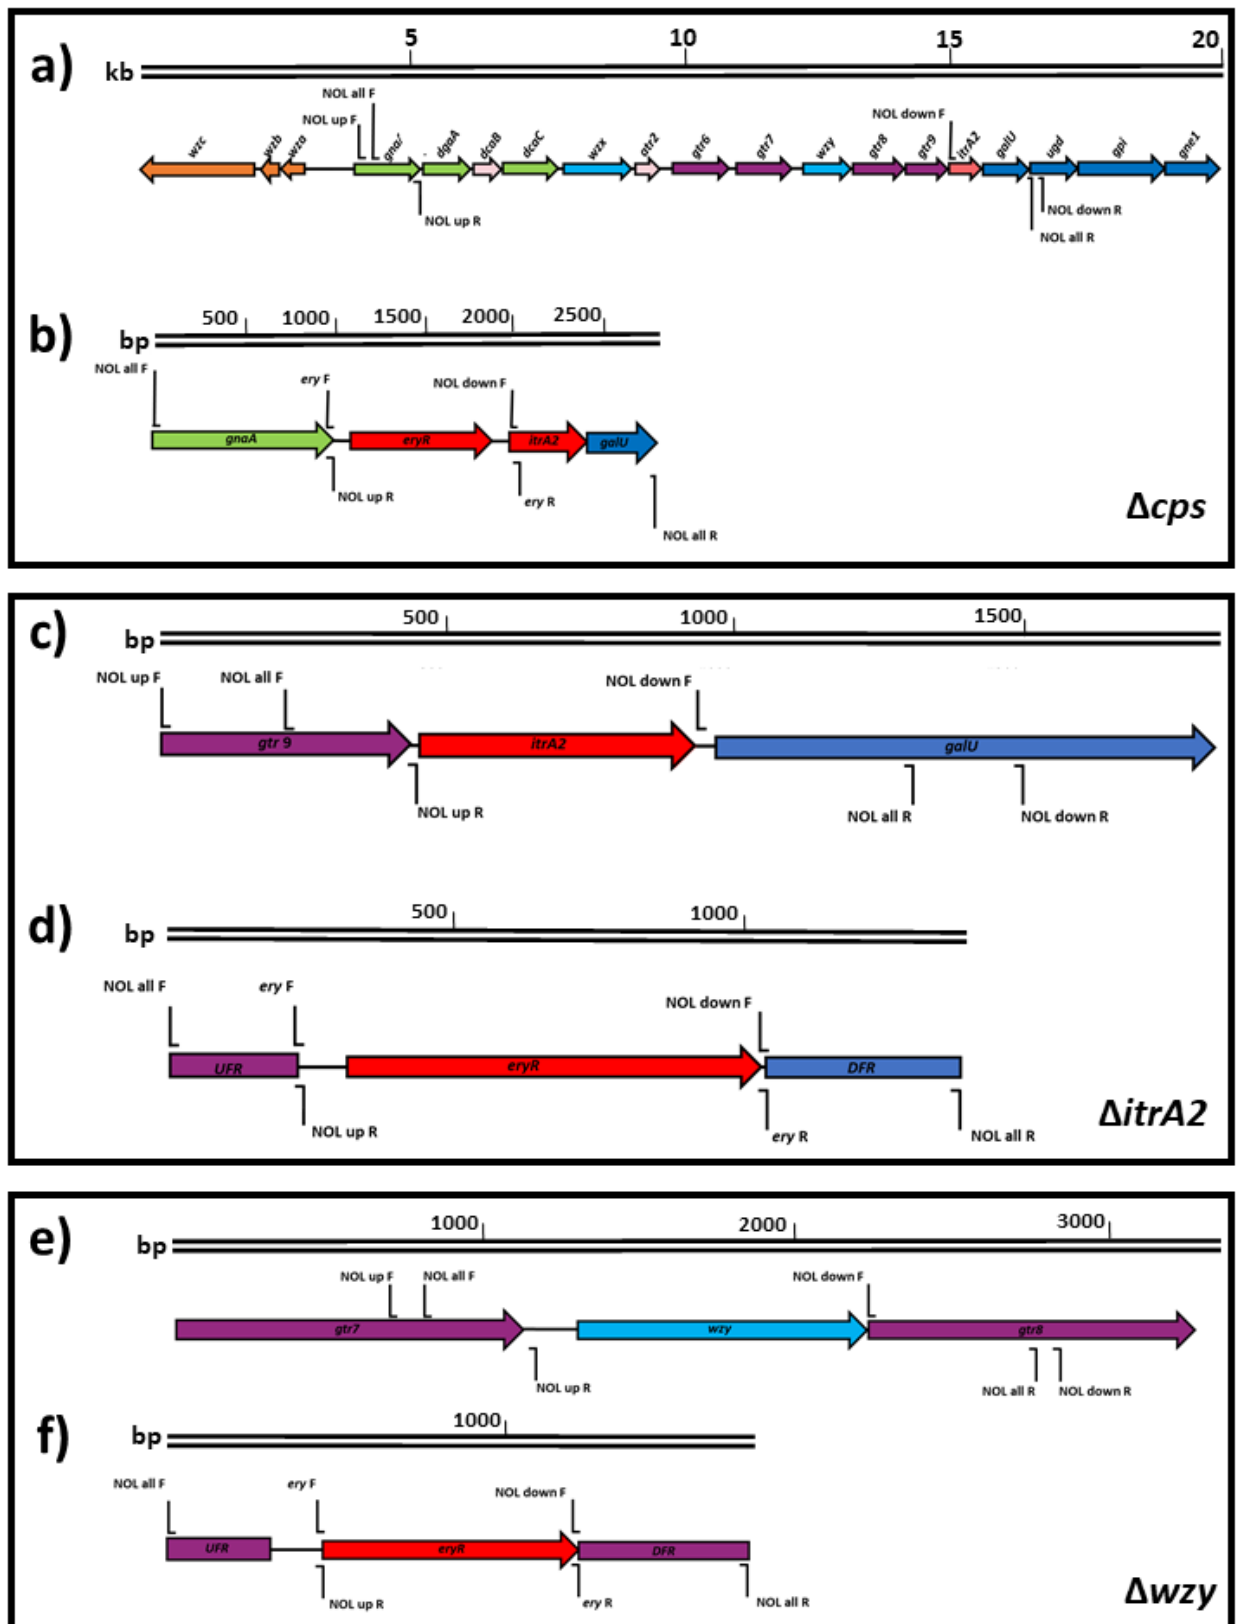 a)
kb
5
10
15
20
NOL all F
NOL up F
NOL down F
wzc
wzb
wza
gna/
dgaA
dcaB
dcaC
wzx
atr2
gtr6
gtr7
wzy
gtr8
gtr9
itrA2
galU
ugd
gpi
gne1
NOL up R
NOL down R
NOL all R
b)
bp
500
1000
1500
2000
2500
NOL all F
ery F
NOL down F
gnaA
eryR
itrA2
galU
NOL up R
ery R
NOL all R
Δcps
c)
bp
500
1000
1500
NOL up F
NOL all F
NOL down F
gtr 9
itrA2
galU
NOL up R
NOL all R
NOL down R
d)
bp
500
1000
NOL all F
ery F
NOL down F
UFR
eryR
DFR
NOL up R
ery R
NOL all R
ΔitrA2
e)
bp
1000
2000
3000
NOL up F
NOL all F
NOL down F
gtr7
wzy
gtr8
NOL up R
NOL all R
NOL down R
f)
bp
1000
NOL all F
ery F
NOL down F
UFR
eryR
DFR
NOL up R
ery R
NOL all R
Δwzy